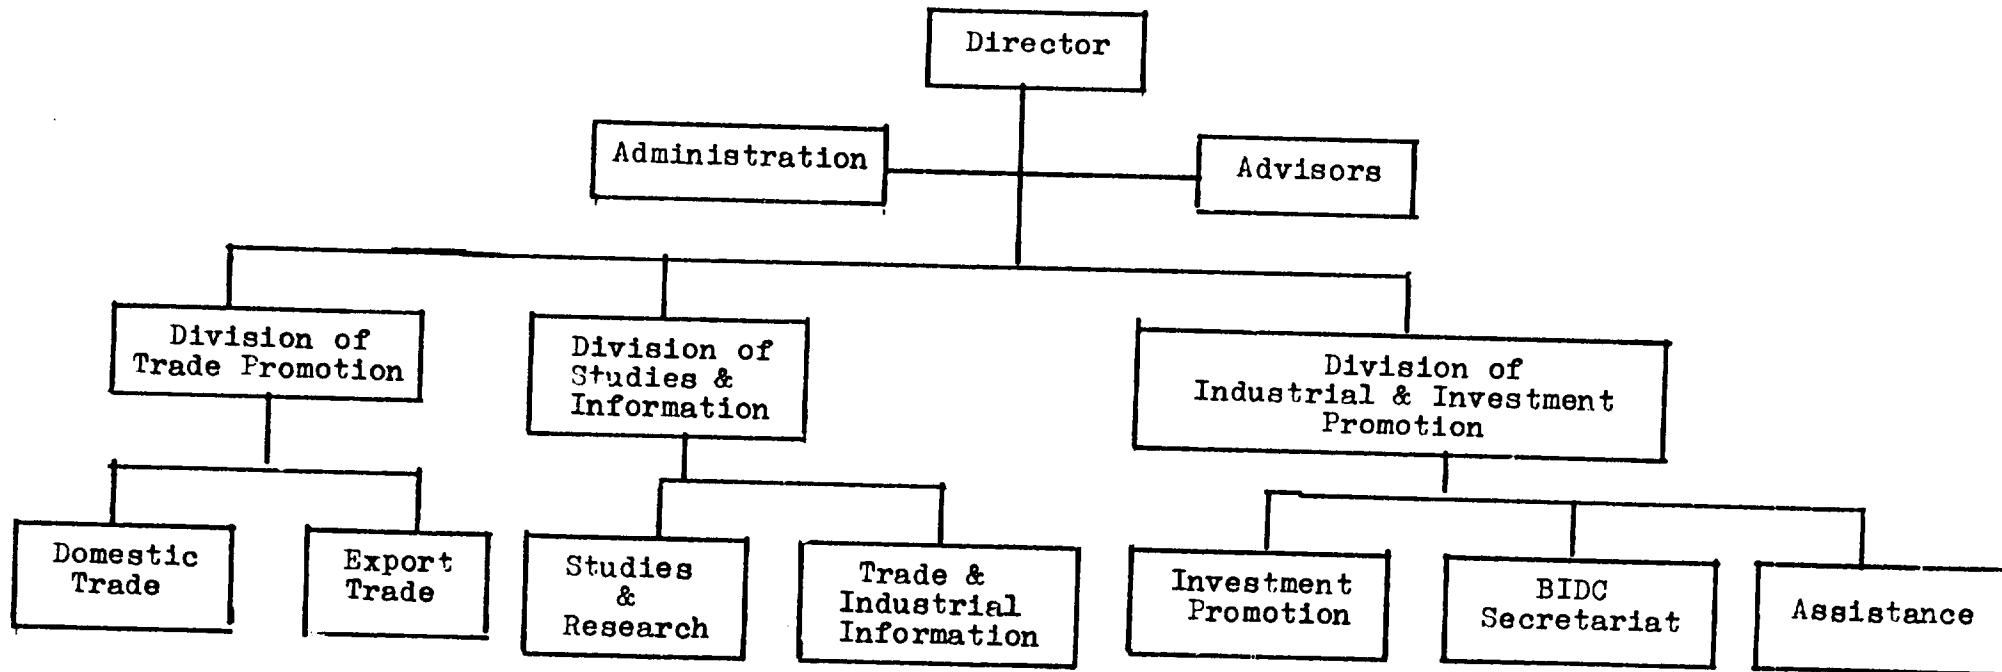 Director
Administration
Advisors
Division of
Trade Promotion
Division of
Studies &
Information
Division of
Industrial & Investment
Promotion
Domestic
Trade
Export
Trade
Studies
&
Research
Trade &
Industrial
Information
Investment
Promotion
BIDC
Secretariat
Assistance